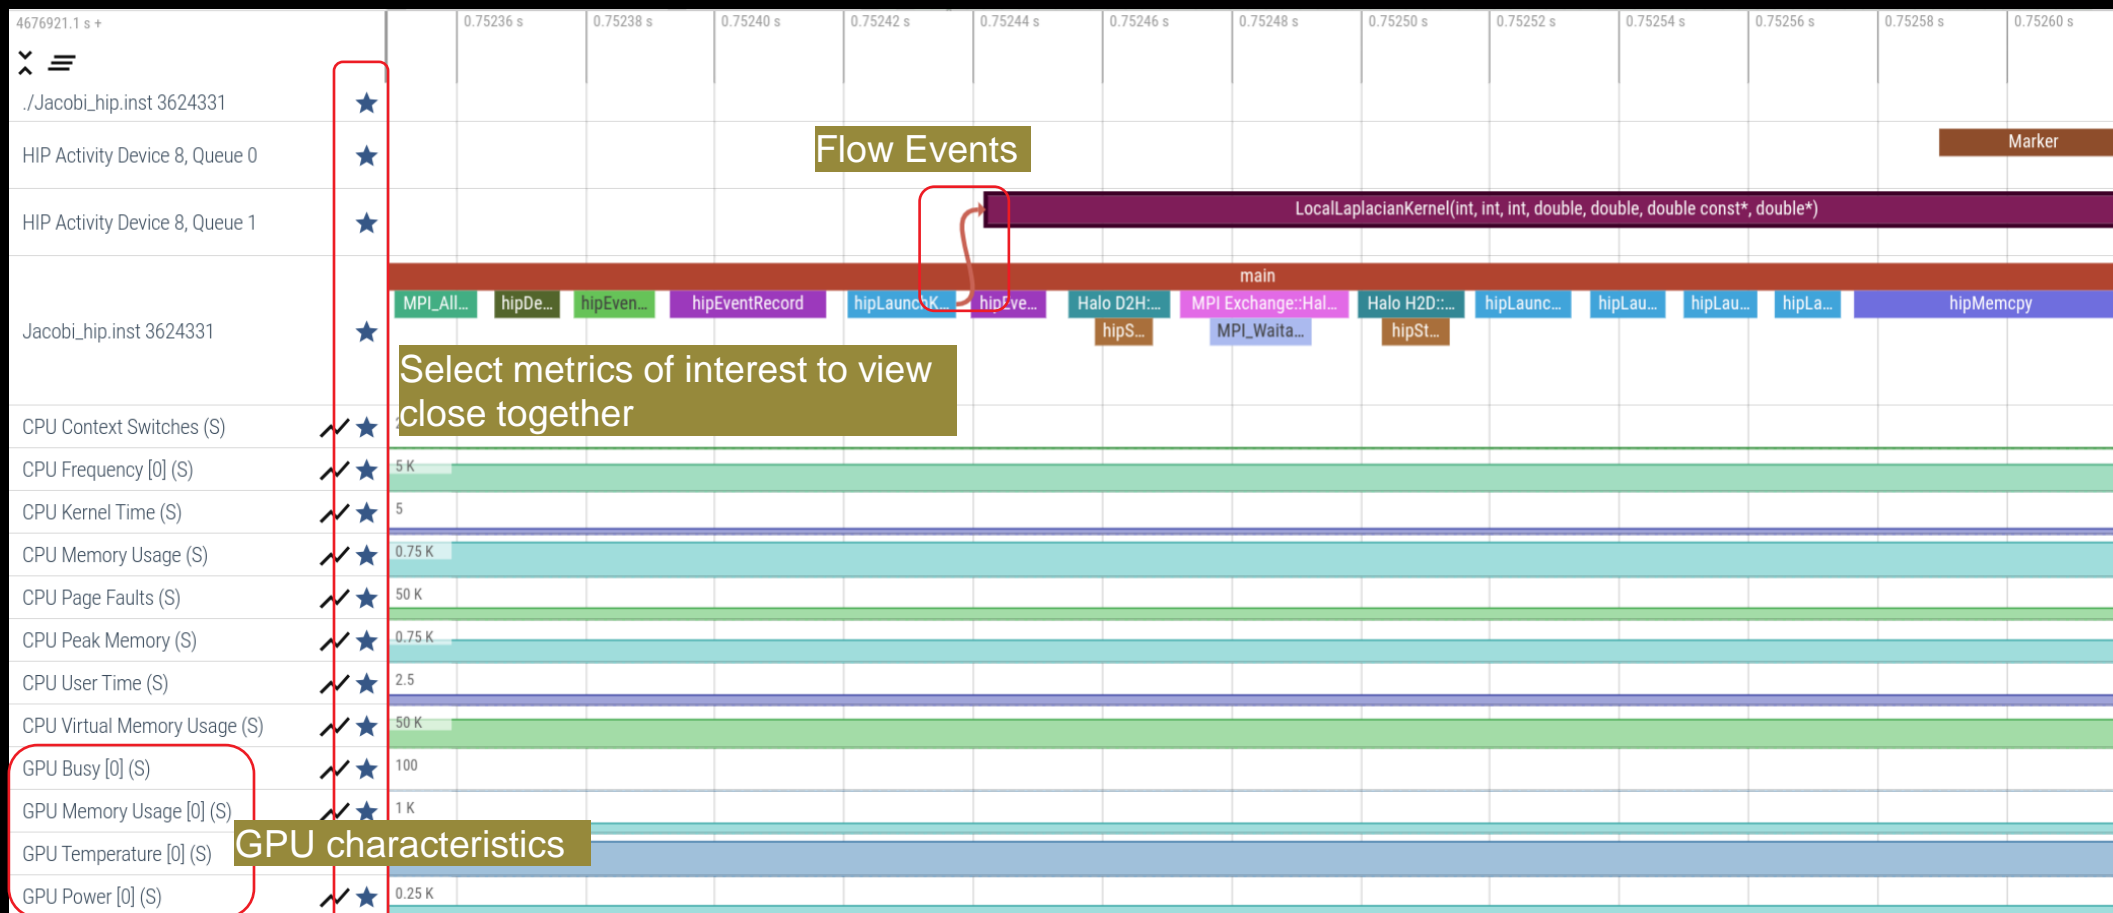 4676921.1 s +
0.75236 s 0.75238 s 0.75240 s 0.75242 s 0.75244 s 0.75246 s 0.75248 s 0.75250 s 0.75252 s 0.75254 s 0.75256 s 0.75258 s 0.75260 s
./Jacobi_hip.inst 3624331
Flow Events
HIP Activity Device 8, Queue 0
Marker
HIP Activity Device 8, Queue 1
LocalLaplacianKernel(int, int, int, double, double, double const*, double*)
main
MPI_All... hipDe... hipEven... hipEventRecord hipLaunchK... hipEve... Halo D2H:... MPI Exchange::Hal... Halo H2D::... hipLaunc... hipLau... hipLau... hipLa... hipMemcpy
hipS... MPI_Waita... hipSt...
Jacobi_hip.inst 3624331
Select metrics of interest to view
close together
CPU Context Switches (S)
CPU Frequency [0] (S) 5 K
CPU Kernel Time (S) 5
CPU Memory Usage (S) 0.75 K
CPU Page Faults (S) 50 K
CPU Peak Memory (S) 0.75 K
CPU User Time (S) 2.5
CPU Virtual Memory Usage (S) 50 K
GPU Busy [0] (S) 100
GPU Memory Usage [0] (S) 1 K
GPU characteristics
GPU Temperature [0] (S)
GPU Power [0] (S) 0.25 K